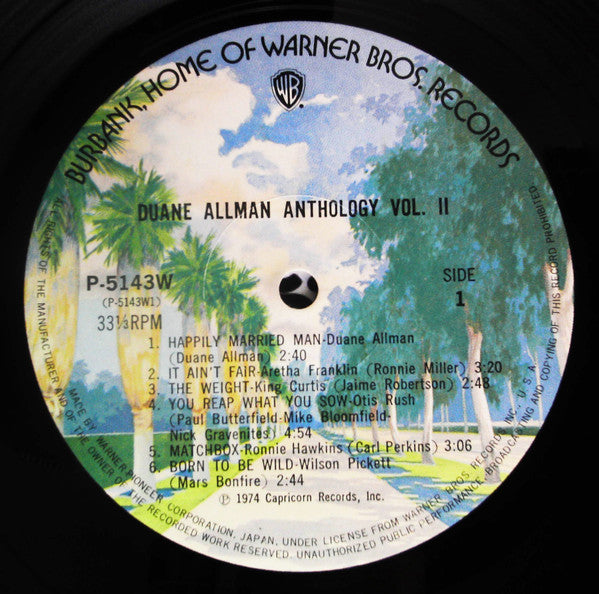 BURBANK, HOME OF WARNER BROS. RECORDS
WB
DUANE ALLMAN ANTHOLOGY VOL. II
P-5143W
(P-5143W1)
33⅓RPM
SIDE
1
1. HAPPILY MARRIED MAN-Duane Allman
(Duane Allman) 2:40
2. IT AIN'T FAIR-Aretha Franklin (Ronnie Miller) 3:20
3. THE WEIGHT-King Curtis (Jaime Robertson) 2:48
4. YOU REAP WHAT YOU SOW-Otis Rush
(Paul Butterfield-Mike Bloomfield-
Nick Gravenites) 4:54
5. MATCHBOX-Ronnie Hawkins (Carl Perkins) 3:06
6. BORN TO BE WILD-Wilson Pickett
(Mars Bonfire) 2:44
Ⓟ 1974 Capricorn Records, Inc.
MADE BY WARNER-PIONEER CORPORATION, JAPAN, UNDER LICENSE FROM WARNER BROS RECORDS INC, U.S.A.
ALL RIGHTS OF THE MANUFACTURER AND OF THE OWNER OF THE RECORDED WORK RESERVED. UNAUTHORIZED PUBLIC PERFORMANCE, BROADCASTING AND COPYING OF THIS RECORD PROHIBITED.